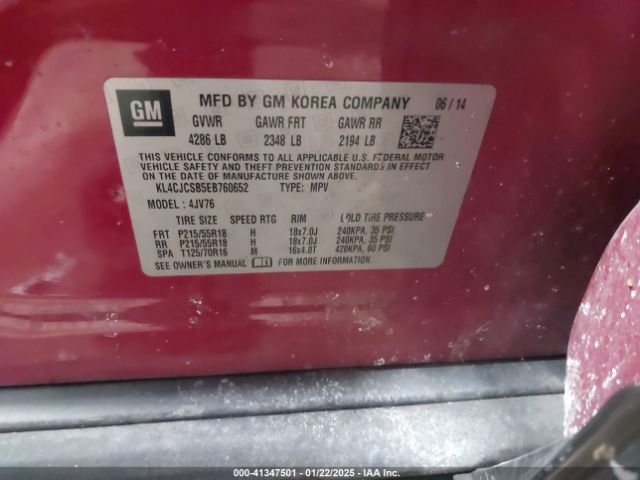 GM
MFD BY GM KOREA COMPANY 06/14
GVWR GAWR FRT GAWR RR
4286 LB 2348 LB 2194 LB
THIS VEHICLE CONFORMS TO ALL APPLICABLE U.S. FEDERAL MOTOR
VEHICLE SAFETY AND THEFT PREVENTION STANDARDS IN EFFECT
ON THE DATE OF MANUFACTURE SHOWN ABOVE.
KL4CJCSB5EB760652 TYPE: MPV
MODEL: 4JV76
TIRE SIZE SPEED RTG RIM COLD TIRE PRESSURE
FRT P215/55R18 H 18x7.0J 240KPA, 35 PSI
RR P215/55R18 H 18x7.0J 240KPA, 35 PSI
SPA T125/70R16 M 16x4.0T 420KPA, 60 PSI
SEE OWNER'S MANUAL FOR MORE INFORMATION.
000-41347501 - 01/22/2025 - IAA Inc.